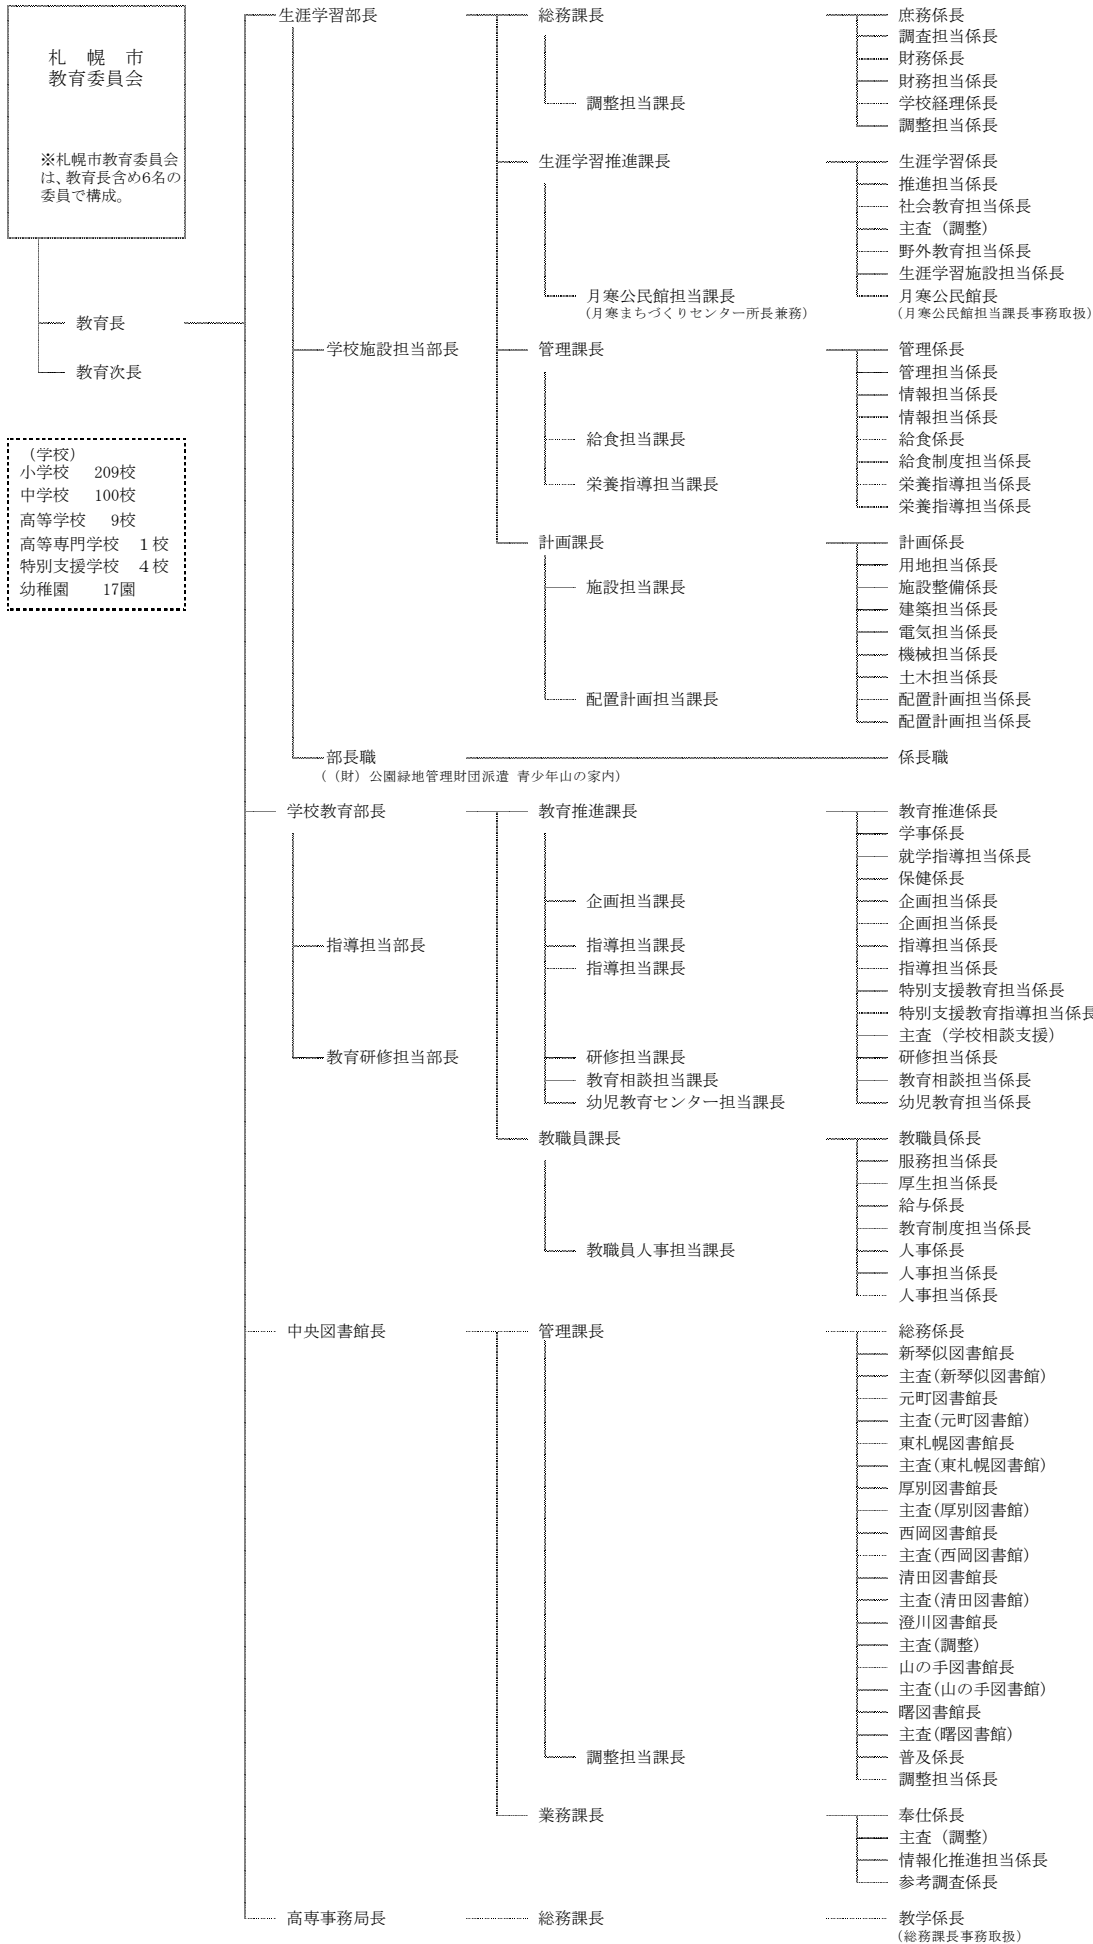 札 幌 市
教育委員会
※札幌市教育委員会
は、教育長含め6名の
委員で構成。
教育長
教育次長
(学校)
小学校 209校
中学校 100校
高等学校 9校
高等専門学校 1校
特別支援学校 4校
幼稚園 17園
生涯学習部長
総務課長
庶務係長
調査担当係長
財務係長
財務担当係長
調整担当課長
学校経理係長
調整担当係長
生涯学習推進課長
生涯学習係長
推進担当係長
社会教育担当係長
主査（調整）
野外教育担当係長
生涯学習施設担当係長
月寒公民館担当課長
(月寒まちづくりセンター所長兼務)
月寒公民館長
(月寒公民館担当課長事務取扱)
学校施設担当部長
管理課長
管理係長
管理担当係長
情報担当係長
情報担当係長
給食担当課長
給食係長
給食制度担当係長
栄養指導担当課長
栄養指導担当係長
栄養指導担当係長
計画課長
計画係長
用地担当係長
施設担当課長
施設整備係長
建築担当係長
電気担当係長
機械担当係長
土木担当係長
配置計画担当課長
配置計画担当係長
配置計画担当係長
部長職
(（財）公園緑地管理財団派遣 青少年山の家内)
係長職
学校教育部長
教育推進課長
教育推進係長
学事係長
就学指導担当係長
保健係長
企画担当課長
企画担当係長
企画担当係長
指導担当部長
指導担当課長
指導担当係長
指導担当課長
指導担当係長
特別支援教育担当係長
特別支援教育指導担当係長
主査（学校相談支援）
教育研修担当部長
研修担当課長
研修担当係長
教育相談担当課長
教育相談担当係長
幼児教育センター担当課長
幼児教育担当係長
教職員課長
教職員係長
服務担当係長
厚生担当係長
給与係長
教育制度担当係長
教職員人事担当課長
人事係長
人事担当係長
人事担当係長
中央図書館長
管理課長
総務係長
新琴似図書館長
主査(新琴似図書館)
元町図書館長
主査(元町図書館)
東札幌図書館長
主査(東札幌図書館)
厚別図書館長
主査(厚別図書館)
西岡図書館長
主査(西岡図書館)
清田図書館長
主査(清田図書館)
澄川図書館長
主査(調整)
山の手図書館長
主査(山の手図書館)
曙図書館長
主査(曙図書館)
調整担当課長
普及係長
調整担当係長
業務課長
奉仕係長
主査（調整）
情報化推進担当係長
参考調査係長
高専事務局長
総務課長
教学係長
(総務課長事務取扱)